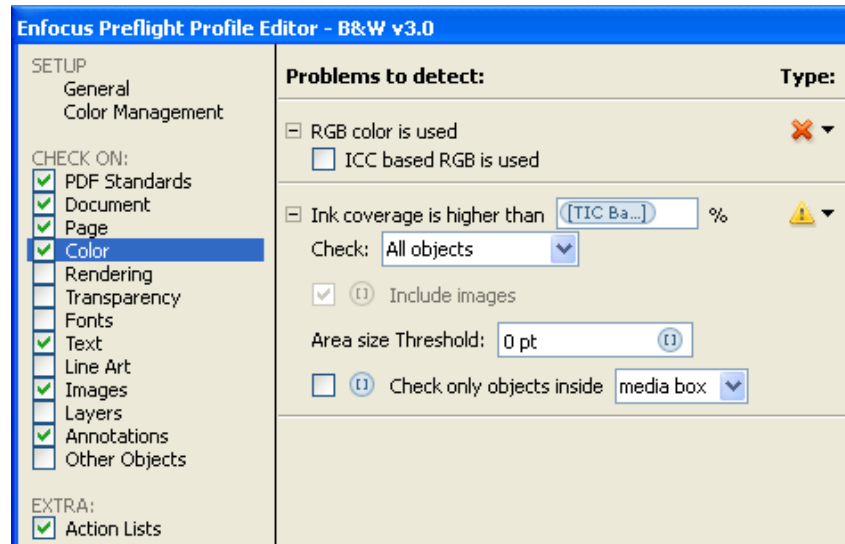 Enfocus Preflight Profile Editor - B&W v3.0
SETUP
General
Color Management
CHECK ON:
PDF Standards
Document
Page
Color
Rendering
Transparency
Fonts
Text
Line Art
Images
Layers
Annotations
Other Objects
EXTRA:
Action Lists
Problems to detect: Type:
RGB color is used
ICC based RGB is used
Ink coverage is higher than [TIC Ba...] %
Check: All objects
[] Include images
Area size Threshold: 0 pt []
[] Check only objects inside media box